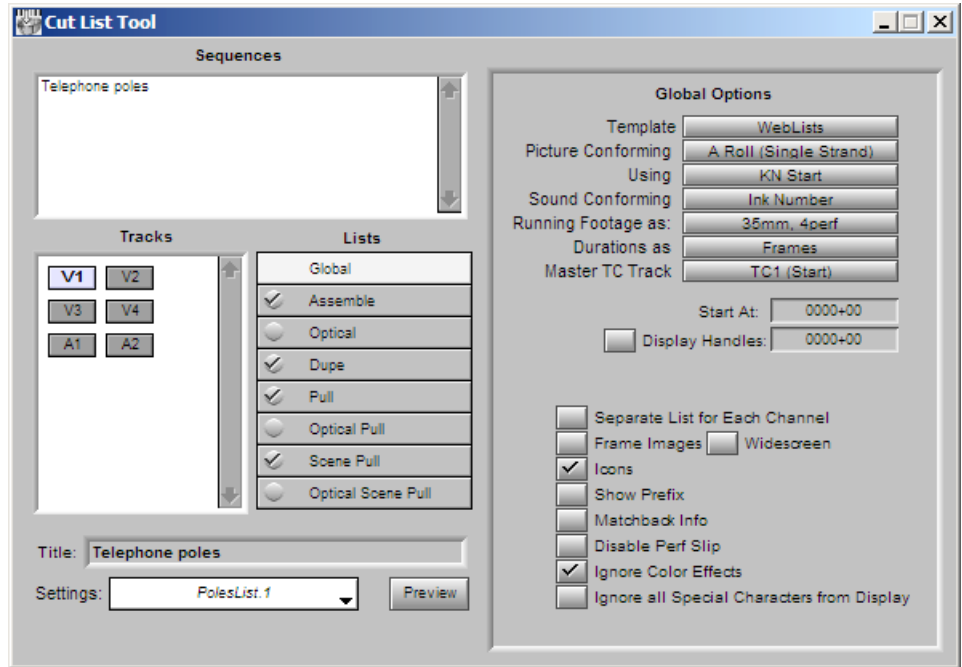 Cut List Tool
Sequences
Telephone poles
Tracks
V1 V2
V3 V4
A1 A2
Lists
Global
Assemble
Optical
Dupe
Pull
Optical Pull
Scene Pull
Optical Scene Pull
Title: Telephone poles
Settings: PolesList.1 Preview
Global Options
Template WebLists
Picture Conforming A Roll (Single Strand)
Using KN Start
Sound Conforming Ink Number
Running Footage as: 35mm, 4perf
Durations as Frames
Master TC Track TC1 (Start)
Start At: 0000+00
Display Handles: 0000+00
Separate List for Each Channel
Frame Images Widescreen
Icons
Show Prefix
Matchback Info
Disable Perf Slip
Ignore Color Effects
Ignore all Special Characters from Display